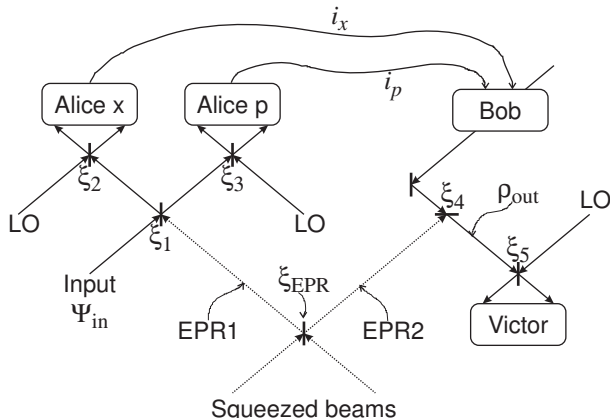 i_x
Alice x
Alice p
i_p
Bob
ξ_2
ξ_3
ξ_4
ρ_out
LO
LO
LO
ξ_1
ξ_5
Input
Ψ_in
ξ_EPR
EPR1
EPR2
Victor
Squeezed beams